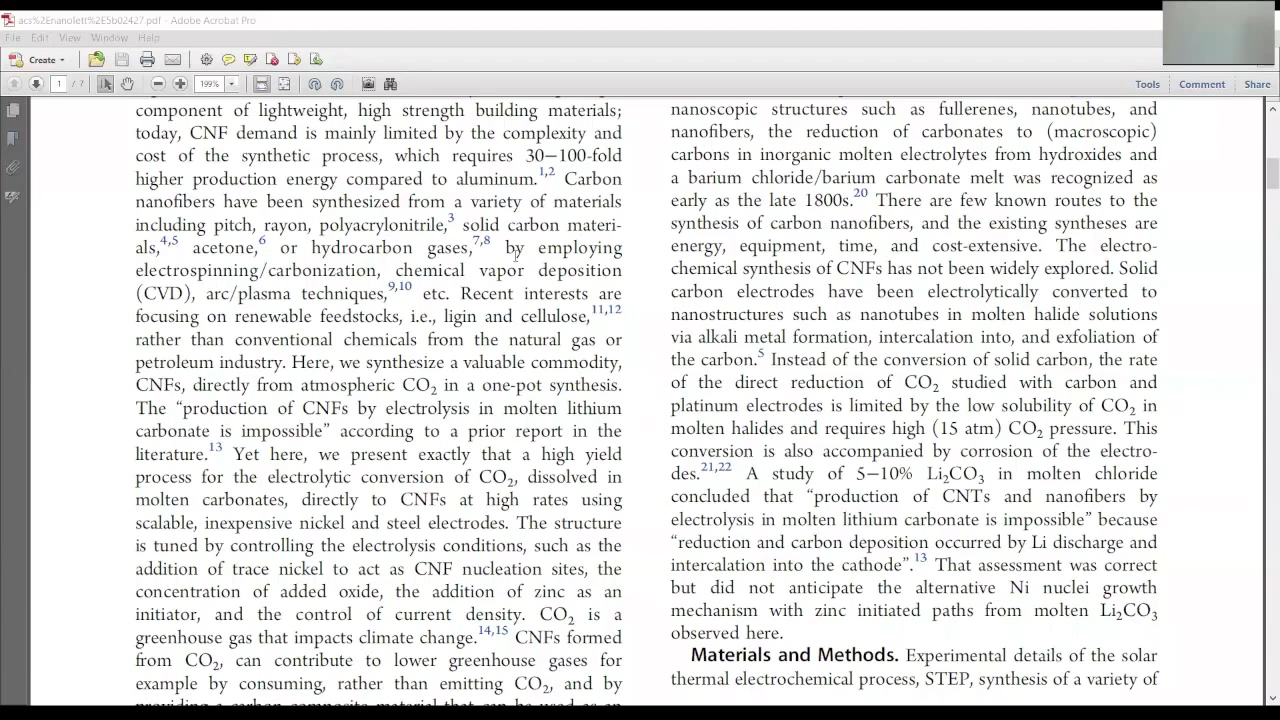 acs%2Enanolett%2E5b02427.pdf - Adobe Acrobat Pro
File Edit View Window Help
Create
1 / 7 199% Tools Comment Share
component of lightweight, high strength building materials;
today, CNF demand is mainly limited by the complexity and
cost of the synthetic process, which requires 30−100-fold
higher production energy compared to aluminum.1,2 Carbon
nanofibers have been synthesized from a variety of materials
including pitch, rayon, polyacrylonitrile,3 solid carbon materi-
als,4,5 acetone,6 or hydrocarbon gases,7,8 by employing
electrospinning/carbonization, chemical vapor deposition
(CVD), arc/plasma techniques,9,10 etc. Recent interests are
focusing on renewable feedstocks, i.e., ligin and cellulose,11,12
rather than conventional chemicals from the natural gas or
petroleum industry. Here, we synthesize a valuable commodity,
CNFs, directly from atmospheric CO2 in a one-pot synthesis.
The “production of CNFs by electrolysis in molten lithium
carbonate is impossible” according to a prior report in the
literature.13 Yet here, we present exactly that a high yield
process for the electrolytic conversion of CO2, dissolved in
molten carbonates, directly to CNFs at high rates using
scalable, inexpensive nickel and steel electrodes. The structure
is tuned by controlling the electrolysis conditions, such as the
addition of trace nickel to act as CNF nucleation sites, the
concentration of added oxide, the addition of zinc as an
initiator, and the control of current density. CO2 is a
greenhouse gas that impacts climate change.14,15 CNFs formed
from CO2, can contribute to lower greenhouse gases for
example by consuming, rather than emitting CO2, and by
providing a carbon composite material that can be used as an
nanoscopic structures such as fullerenes, nanotubes, and
nanofibers, the reduction of carbonates to (macroscopic)
carbons in inorganic molten electrolytes from hydroxides and
a barium chloride/barium carbonate melt was recognized as
early as the late 1800s.20 There are few known routes to the
synthesis of carbon nanofibers, and the existing syntheses are
energy, equipment, time, and cost-extensive. The electro-
chemical synthesis of CNFs has not been widely explored. Solid
carbon electrodes have been electrolytically converted to
nanostructures such as nanotubes in molten halide solutions
via alkali metal formation, intercalation into, and exfoliation of
the carbon.5 Instead of the conversion of solid carbon, the rate
of the direct reduction of CO2 studied with carbon and
platinum electrodes is limited by the low solubility of CO2 in
molten halides and requires high (15 atm) CO2 pressure. This
conversion is also accompanied by corrosion of the electro-
des.21,22 A study of 5−10% Li2CO3 in molten chloride
concluded that “production of CNTs and nanofibers by
electrolysis in molten lithium carbonate is impossible” because
“reduction and carbon deposition occurred by Li discharge and
intercalation into the cathode”.13 That assessment was correct
but did not anticipate the alternative Ni nuclei growth
mechanism with zinc initiated paths from molten Li2CO3
observed here.
Materials and Methods. Experimental details of the solar
thermal electrochemical process, STEP, synthesis of a variety of